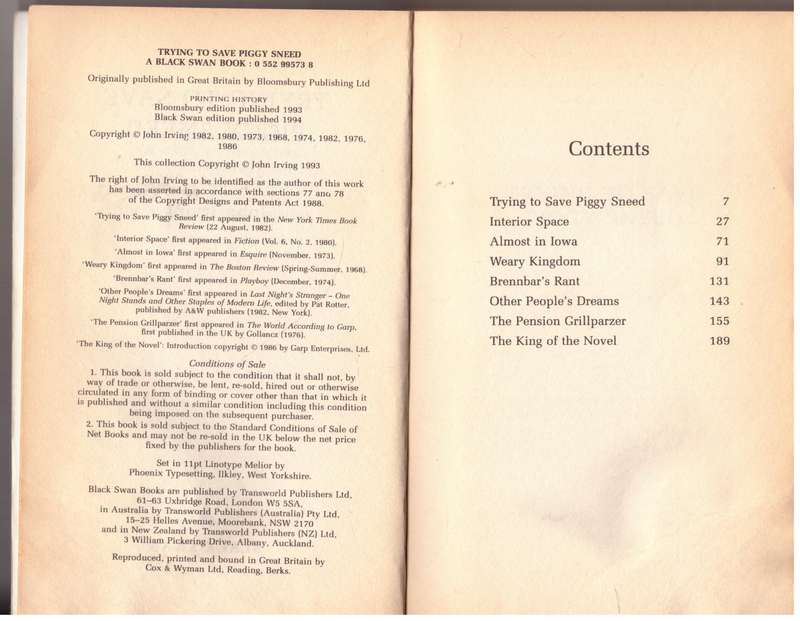 TRYING TO SAVE PIGGY SNEED
A BLACK SWAN BOOK : 0 552 99573 8
Originally published in Great Britain by Bloomsbury Publishing Ltd
PRINTING HISTORY
Bloomsbury edition published 1993
Black Swan edition published 1994
Copyright © John Irving 1982, 1980, 1973, 1968, 1974, 1982, 1976,
1986
This collection Copyright © John Irving 1993
The right of John Irving to be identified as the author of this work
has been asserted in accordance with sections 77 and 78
of the Copyright Designs and Patents Act 1988.
'Trying to Save Piggy Sneed' first appeared in the New York Times Book
Review (22 August, 1982).
'Interior Space' first appeared in Fiction (Vol. 6, No. 2, 1980).
'Almost in Iowa' first appeared in Esquire (November, 1973).
'Weary Kingdom' first appeared in The Boston Review (Spring-Summer, 1968).
'Brennbar's Rant' first appeared in Playboy (December, 1974).
'Other People's Dreams' first appeared in Last Night's Stranger – One
Night Stands and Other Staples of Modern Life, edited by Pat Rotter,
published by A&W publishers (1982, New York).
'The Pension Grillparzer' first appeared in The World According to Garp,
first published in the UK by Gollancz (1976).
'The King of the Novel': Introduction copyright © 1986 by Garp Enterprises, Ltd.
Conditions of Sale
1. This book is sold subject to the condition that it shall not, by
way of trade or otherwise, be lent, re-sold, hired out or otherwise
circulated in any form of binding or cover other than that in which it
is published and without a similar condition including this condition
being imposed on the subsequent purchaser.
2. This book is sold subject to the Standard Conditions of Sale of
Net Books and may not be re-sold in the UK below the net price
fixed by the publishers for the book.
Set in 11pt Linotype Melior by
Phoenix Typesetting, Ilkley, West Yorkshire.
Black Swan Books are published by Transworld Publishers Ltd,
61–63 Uxbridge Road, London W5 5SA,
in Australia by Transworld Publishers (Australia) Pty Ltd,
15–25 Helles Avenue, Moorebank, NSW 2170
and in New Zealand by Transworld Publishers (NZ) Ltd,
3 William Pickering Drive, Albany, Auckland.
Reproduced, printed and bound in Great Britain by
Cox & Wyman Ltd, Reading, Berks.
Contents
Trying to Save Piggy Sneed 7
Interior Space 27
Almost in Iowa 71
Weary Kingdom 91
Brennbar's Rant 131
Other People's Dreams 143
The Pension Grillparzer 155
The King of the Novel 189